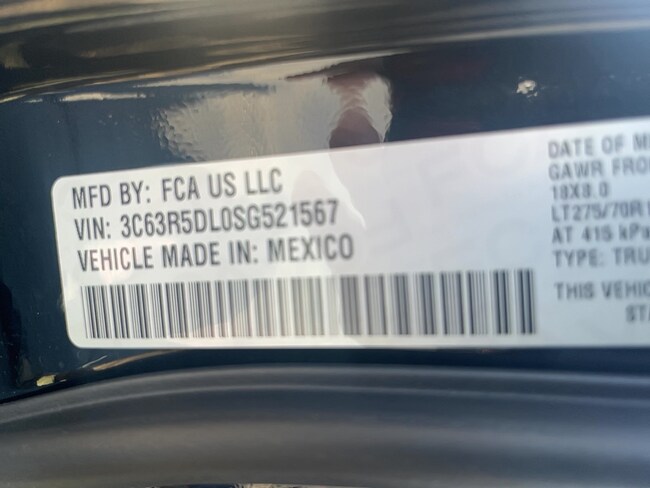 MFD BY: FCA US LLC
VIN: 3C63R5DL0SG521567
VEHICLE MADE IN: MEXICO
DATE OF M
GAWR FRO
18X8.0
LT275/70R1
AT 415 kPa
TYPE: TRU
THIS VEHIC
STA